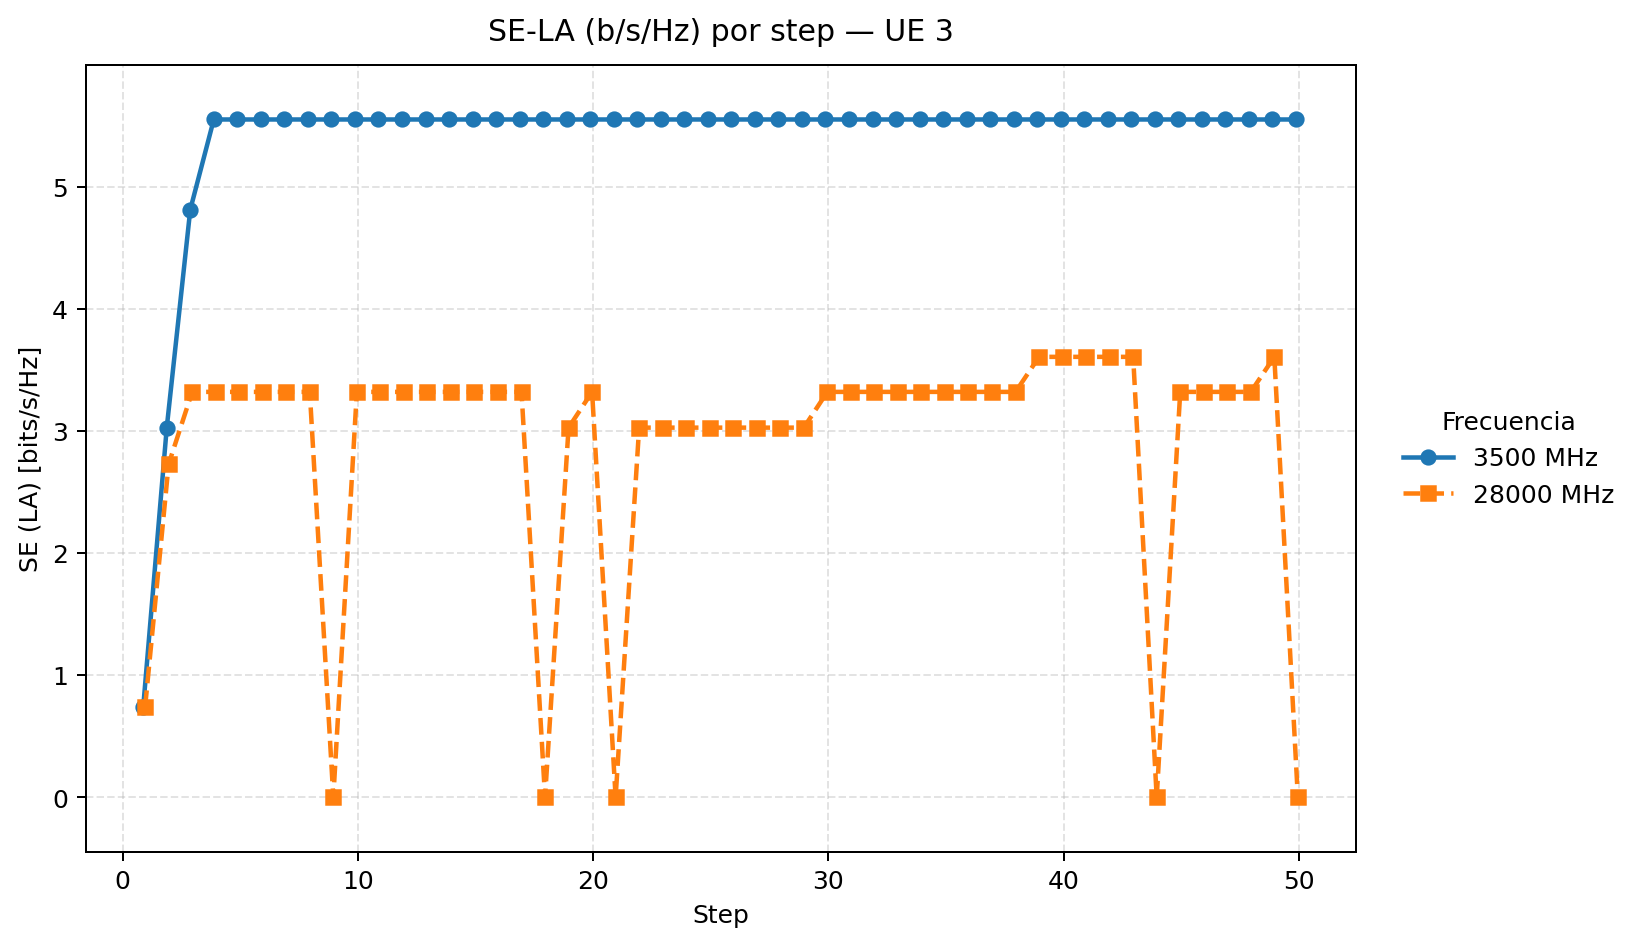 SE-LA (b/s/Hz) por step — UE 3
SE (LA) [bits/s/Hz]
5
4
3
2
1
0
0 10 20 30 40 50
Step
Frecuencia
3500 MHz
28000 MHz